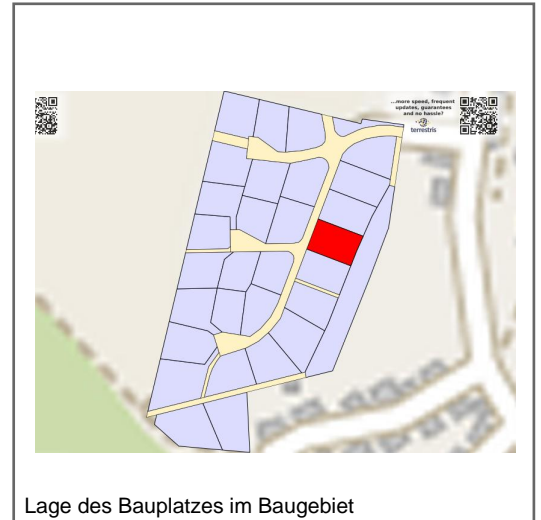 ...more speed, frequent
updates, guarantees
and no hassle?
terrestris
Lage des Bauplatzes im Baugebiet